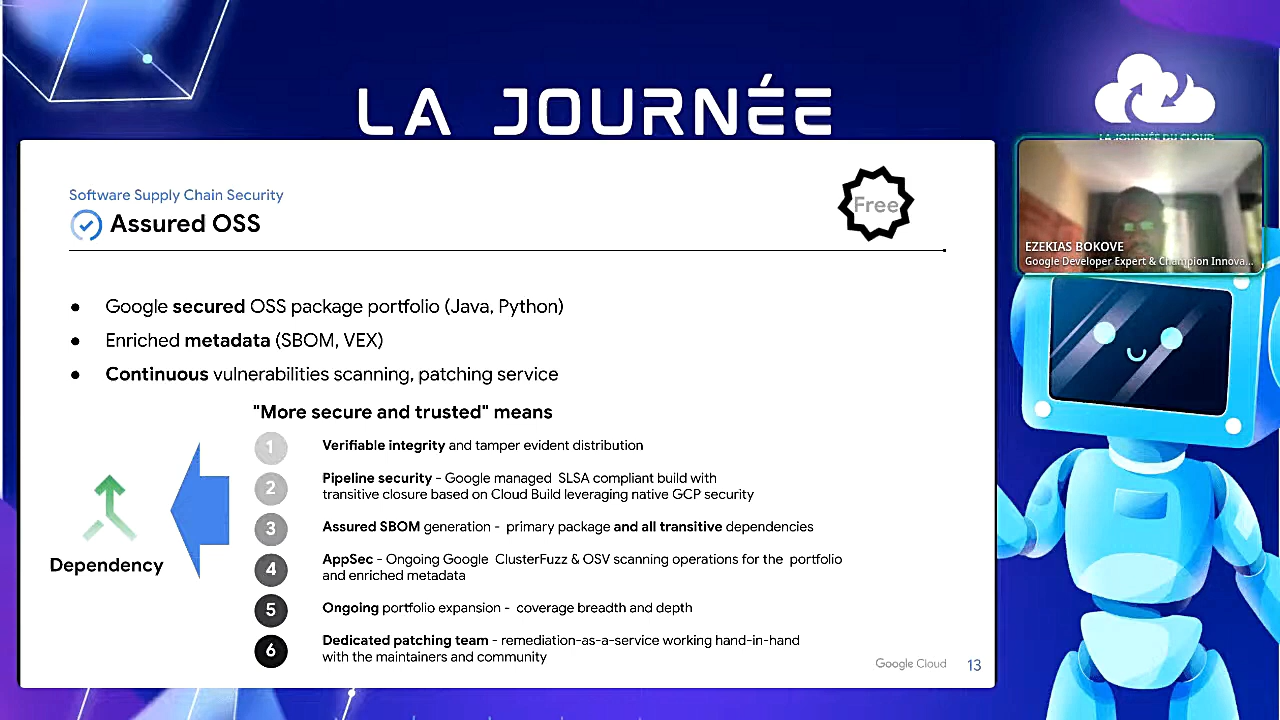 LA JOURNÉE
LA JOURNÉE DU CLOUD
Software Supply Chain Security
Assured OSS
Free
EZEKIAS BOKOVE
Google Developer Expert & Champion Innova...
● Google secured OSS package portfolio (Java, Python)
● Enriched metadata (SBOM, VEX)
● Continuous vulnerabilities scanning, patching service
"More secure and trusted" means
1 Verifiable integrity and tamper evident distribution
2 Pipeline security - Google managed SLSA compliant build with
transitive closure based on Cloud Build leveraging native GCP security
3 Assured SBOM generation - primary package and all transitive dependencies
4 AppSec - Ongoing Google ClusterFuzz & OSV scanning operations for the portfolio
and enriched metadata
Dependency
5 Ongoing portfolio expansion - coverage breadth and depth
6 Dedicated patching team - remediation-as-a-service working hand-in-hand
with the maintainers and community
Google Cloud 13